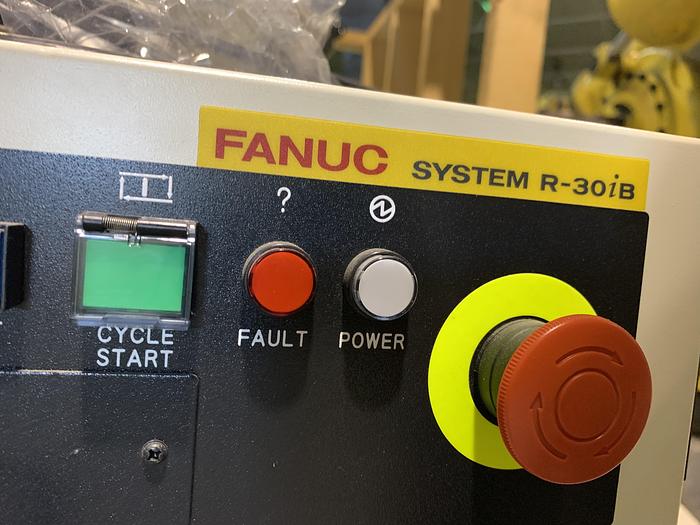 FANUC SYSTEM R-30iB
?
CYCLE
START
FAULT
POWER